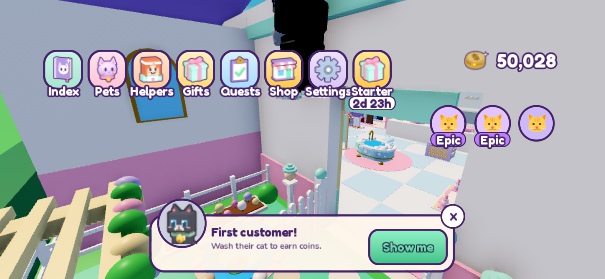 50,028
Index Pets Helpers Gifts Quests Shop Settings Starter
2d 23h
Epic Epic
First customer!
Wash their cat to earn coins.
Show me